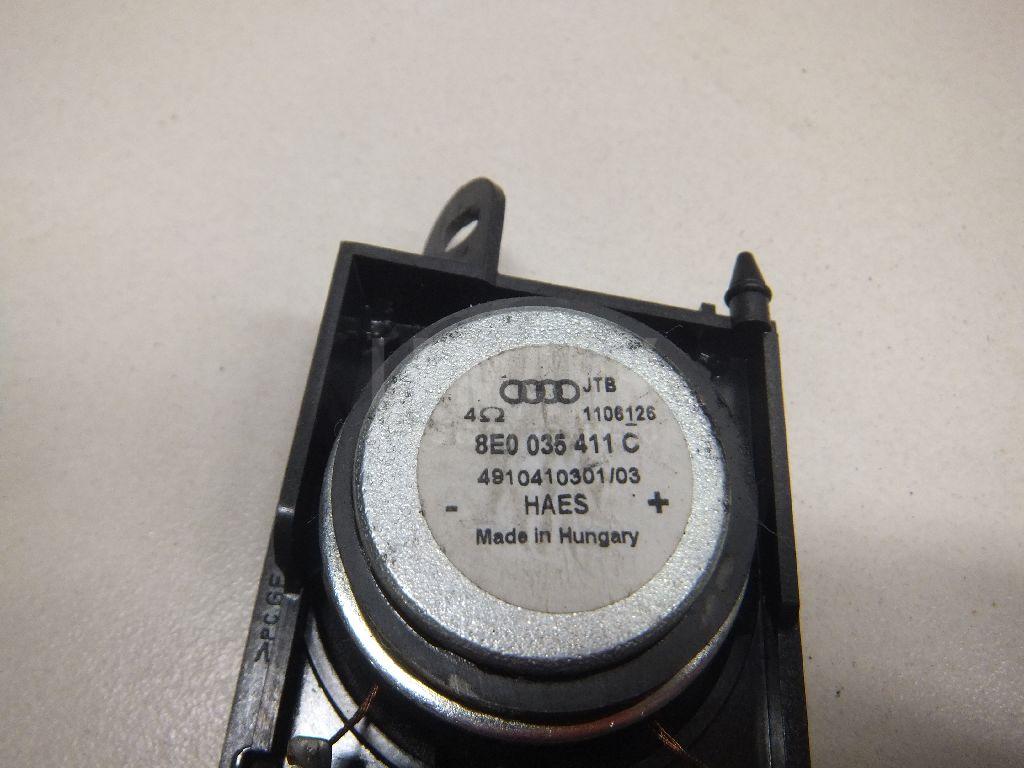 JTB
4Ω 1106126
8E0 035 411 C
4910410301/03
- HAES +
Made in Hungary